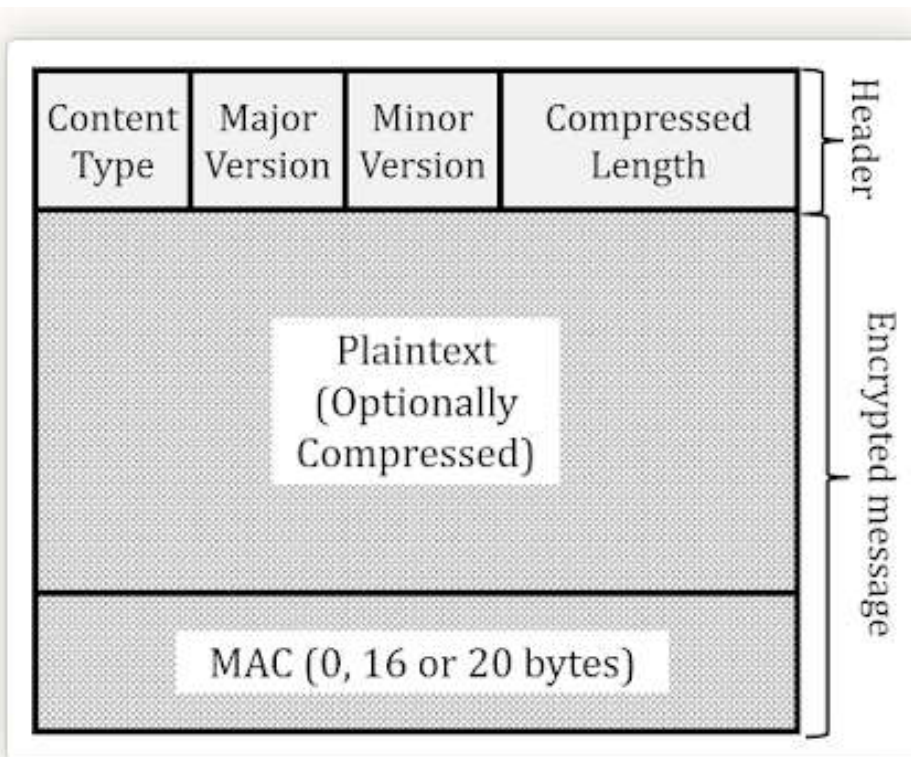 Content Type
Major Version
Minor Version
Compressed Length
Header
Plaintext
(Optionally
Compressed)
Encrypted message
MAC (0, 16 or 20 bytes)